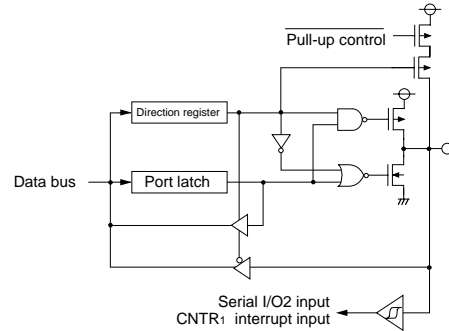 Pull-up control
Direction register
Data bus
Port latch
Serial I/O2 input
CNTR1 interrupt input